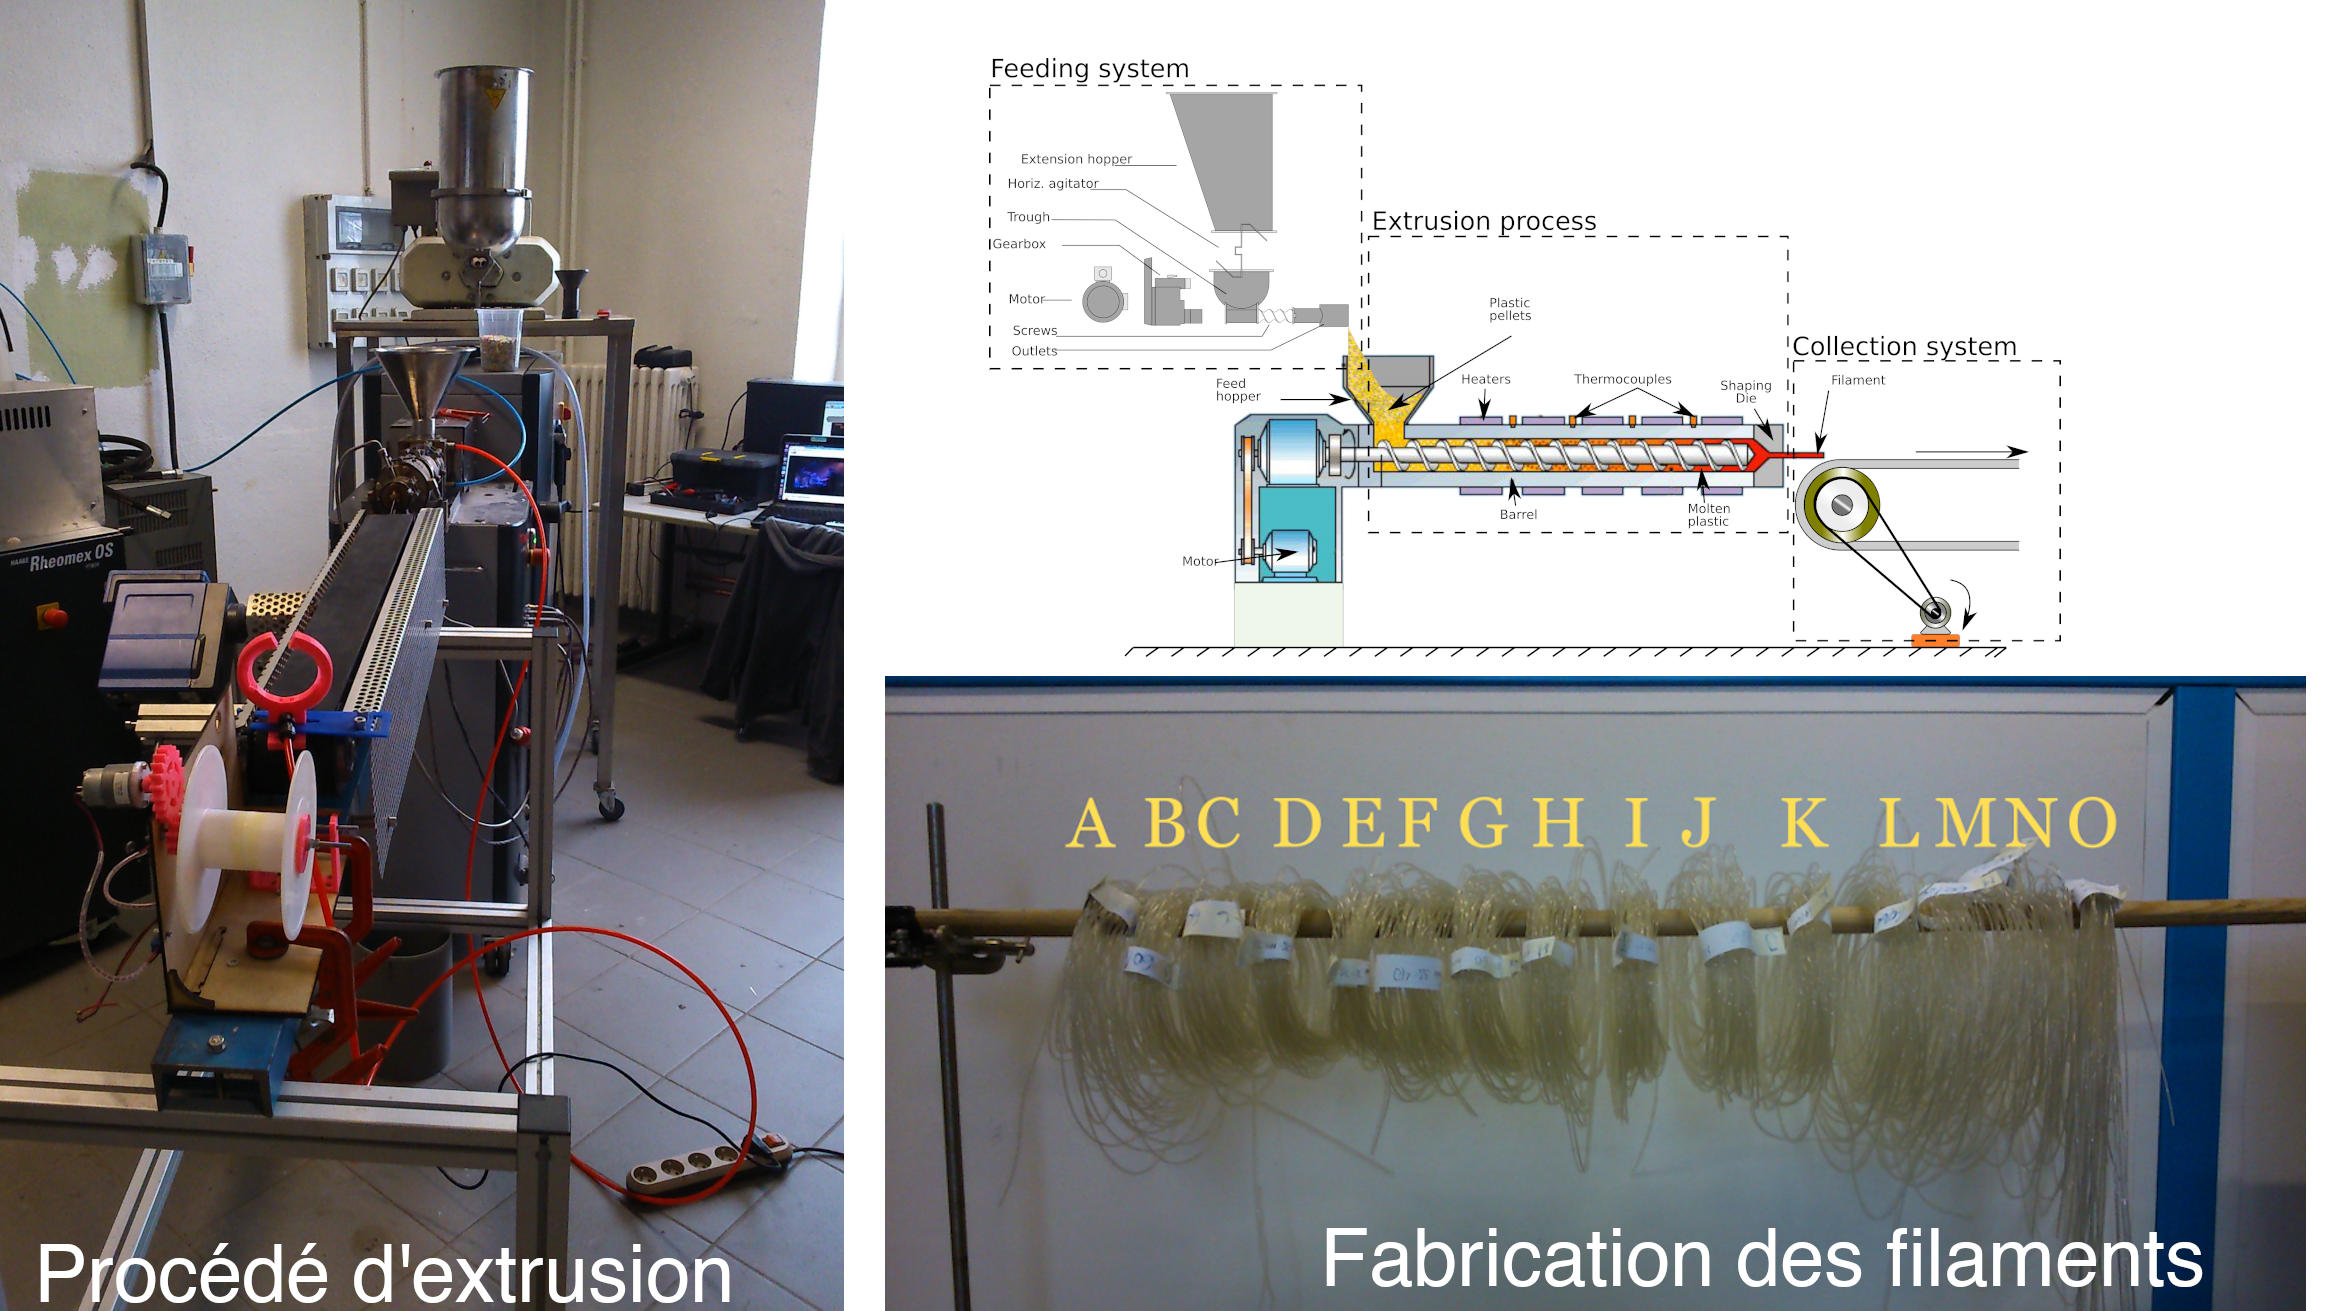 Feeding system
Extension hopper
Horiz. agitator
Trough
Gearbox
Motor
Screws
Outlets
Extrusion process
Plastic
pellets
Feed
hopper
Heaters
Thermocouples
Shaping
Die
Barrel
Molten
plastic
Motor
Collection system
Filament
HAAKE Rheomex OS
A B C D E F G H I J K L M N O
Procédé d'extrusion
Fabrication des filaments